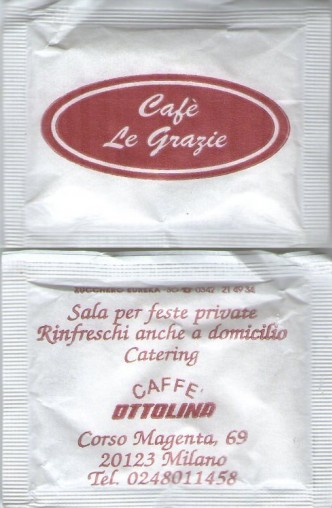 Cafè
Le Grazie
ZUCCHERO EUREKA
Sala per feste private
Rinfreschi anche a domicilio
Catering
CAFFÈ
OTTOLINA
Corso Magenta, 69
20123 Milano
Tel. 0248011458